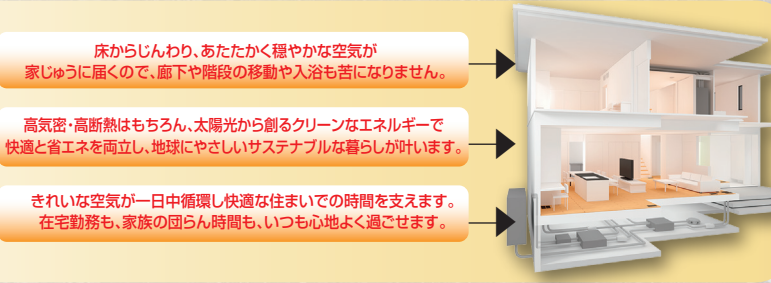 床からじんわり、あたたかく穏やかな空気が
家じゅうに届くので、廊下や階段の移動や入浴も苦になりません。
高気密・高断熱はもちろん、太陽光から創るクリーンなエネルギーで
快適と省エネを両立し、地球にやさしいサステナブルな暮らしが叶います。
きれいな空気が一日中循環し快適な住まいでの時間を支えます。
在宅勤務も、家族の団らん時間も、いつも心地よく過ごせます。